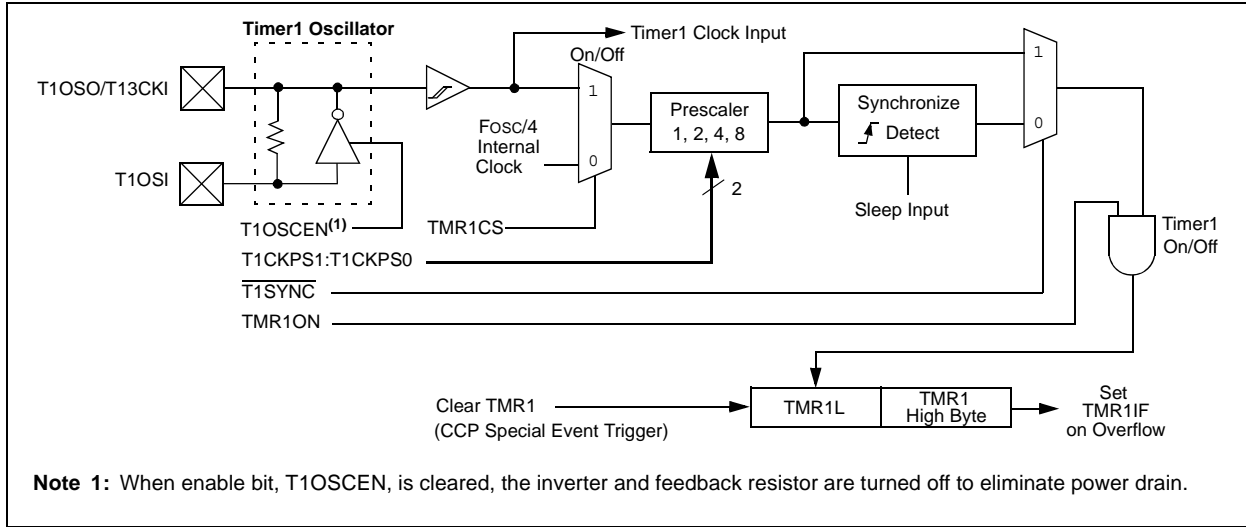 Timer1 Oscillator
Timer1 Clock Input
On/Off
T1OSO/T13CKI
1
1
Prescaler
1, 2, 4, 8
Synchronize
Detect
FOSC/4
Internal
Clock
0
0
T1OSI
2
Sleep Input
T1OSCEN(1)
TMR1CS
Timer1
On/Off
T1CKPS1:T1CKPS0
T1SYNC
TMR1ON
Clear TMR1
(CCP Special Event Trigger)
TMR1L
TMR1
High Byte
Set
TMR1IF
on Overflow
Note 1: When enable bit, T1OSCEN, is cleared, the inverter and feedback resistor are turned off to eliminate power drain.